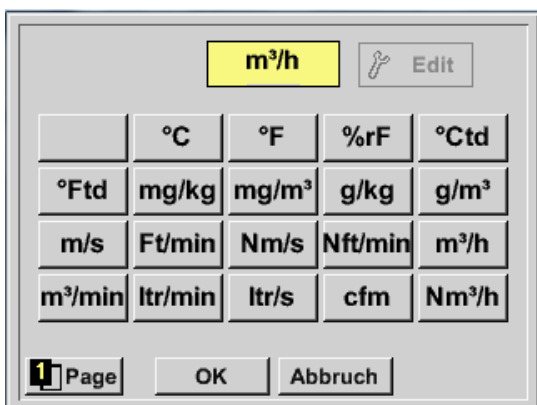 m³/h Edit
°C °F %rF °Ctd
°Ftd mg/kg mg/m³ g/kg g/m³
m/s Ft/min Nm/s Nft/min m³/h
m³/min ltr/min ltr/s cfm Nm³/h
1 Page OK Abbruch